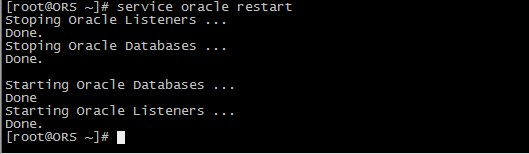 [root@ORS ~]# service oracle restart
Stoping Oracle Listeners ...
Done.
Stoping Oracle Databases ...
Done.
Starting Oracle Databases ...
Done
Starting Oracle Listeners ...
Done.
[root@ORS ~]#